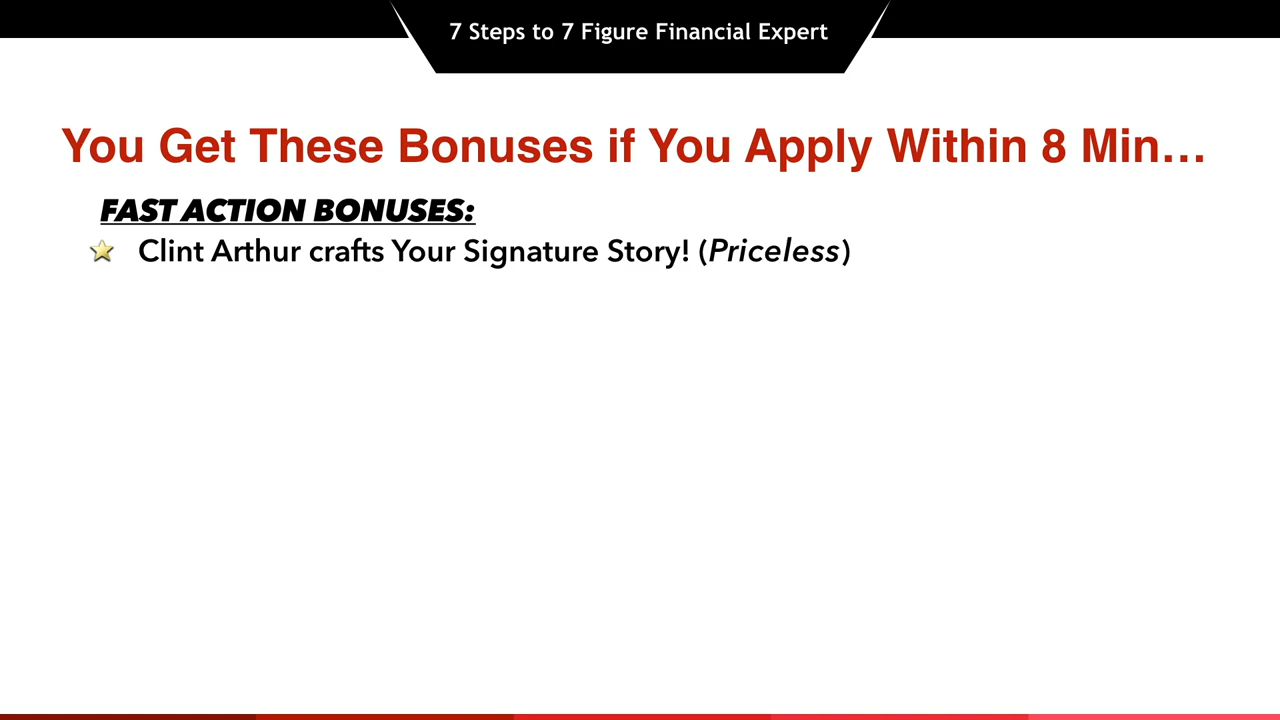 7 Steps to 7 Figure Financial Expert
You Get These Bonuses if You Apply Within 8 Min…
FAST ACTION BONUSES:
Clint Arthur crafts Your Signature Story! (Priceless)